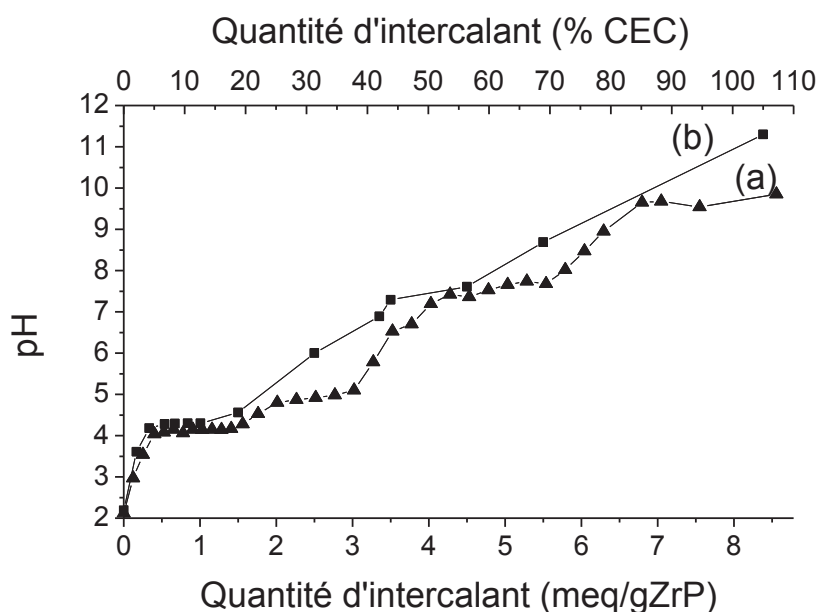 Quantité d'intercalant (% CEC)
0 10 20 30 40 50 60 70 80 90 100 110
12
11
10
9
8
7
6
5
4
3
2
pH
(b)
(a)
0 1 2 3 4 5 6 7 8
Quantité d'intercalant (meq/gZrP)